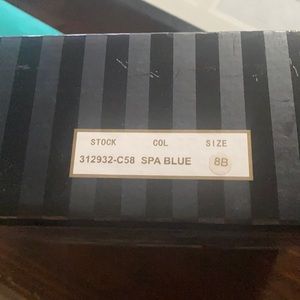 STOCK COL SIZE
312932-C58 SPA BLUE 8B